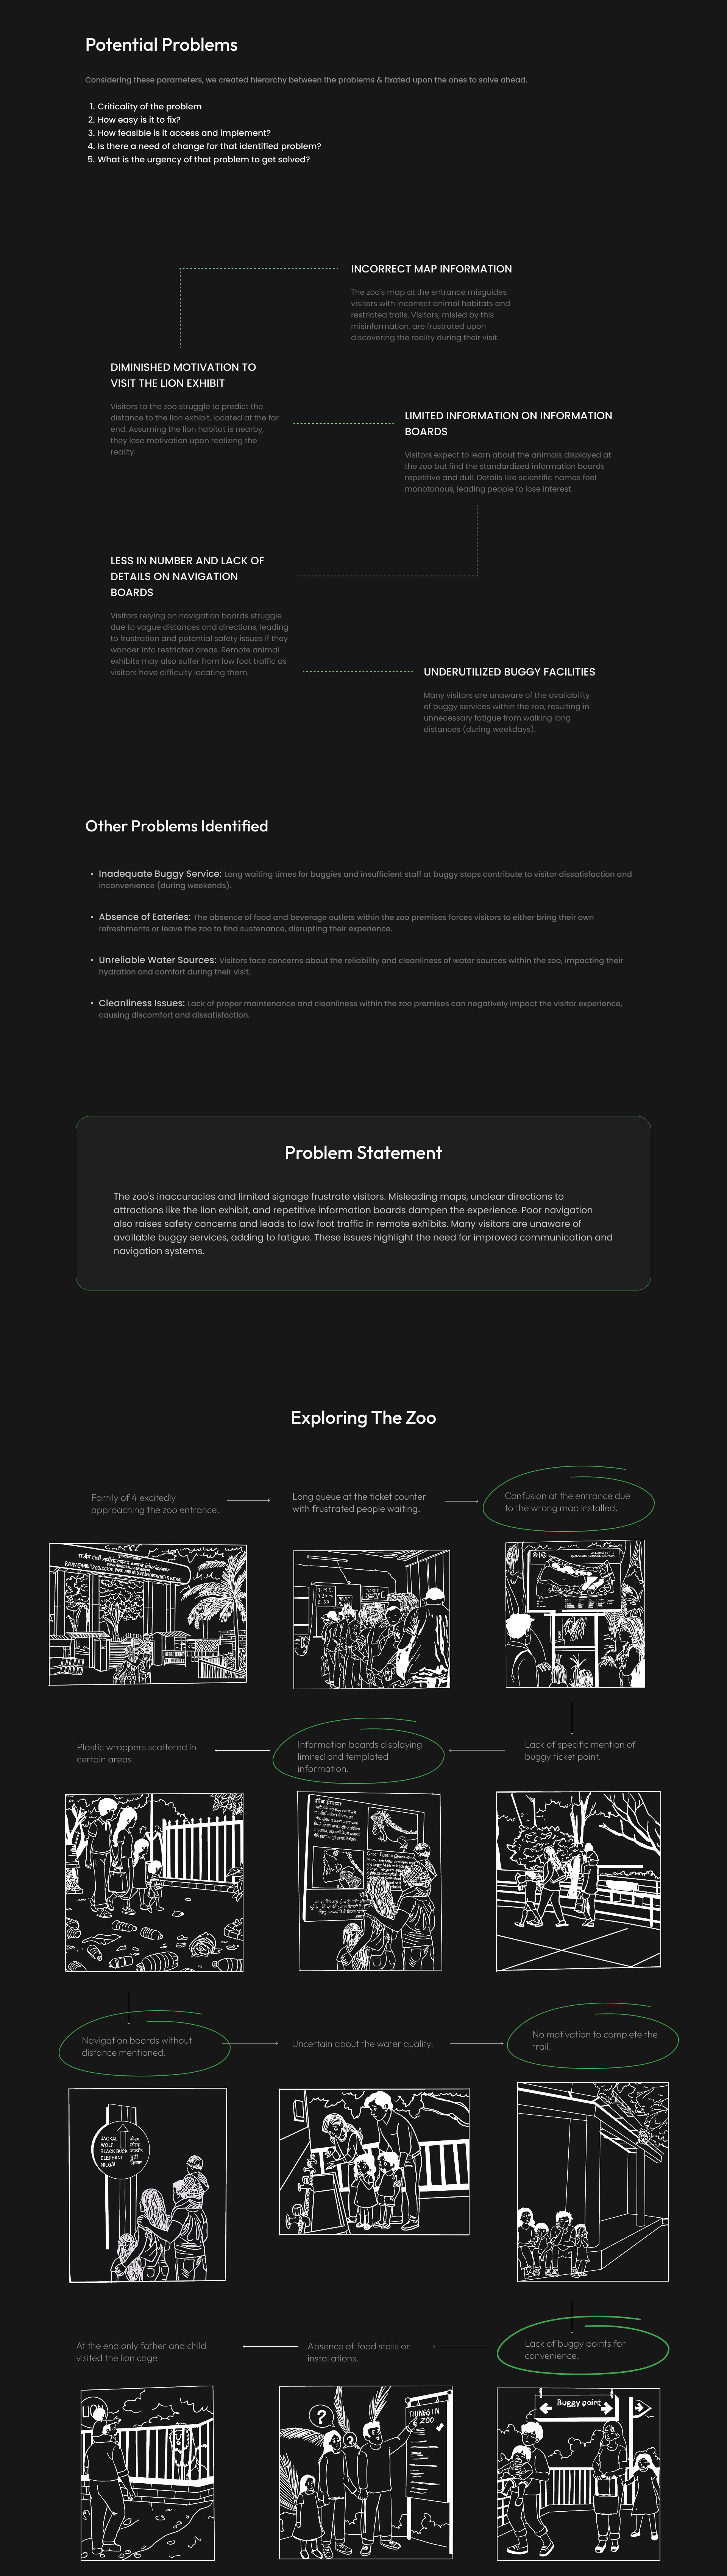 Potential Problems
Considering these parameters, we created hierarchy between the problems & fixated upon the ones to solve ahead.
1. Criticality of the problem
2. How easy is it to fix?
3. How feasible is it access and implement?
4. Is there a need of change for that identified problem?
5. What is the urgency of that problem to get solved?
INCORRECT MAP INFORMATION
The zoo's map at the entrance misguides
visitors with incorrect animal habitats and
restricted trails. Visitors, misled by this
misinformation, are frustrated upon
discovering the reality during their visit.
DIMINISHED MOTIVATION TO
VISIT THE LION EXHIBIT
Visitors to the zoo struggle to predict the
distance to the lion exhibit, located at the far
end. Assuming the lion habitat is nearby,
they lose motivation upon realizing the
reality.
LIMITED INFORMATION ON INFORMATION
BOARDS
Visitors expect to learn about the animals displayed at
the zoo but find the standardized information boards
repetitive and dull. Details like scientific names feel
monotonous, leading people to lose interest.
LESS IN NUMBER AND LACK OF
DETAILS ON NAVIGATION
BOARDS
Visitors relying on navigation boards struggle
due to vague distances and directions, leading
to frustration and potential safety issues if they
wander into restricted areas. Remote animal
exhibits may also suffer from low foot traffic as
visitors have difficulty locating them.
UNDERUTILIZED BUGGY FACILITIES
Many visitors are unaware of the availability
of buggy services within the zoo, resulting in
unnecessary fatigue from walking long
distances (during weekdays).
Other Problems Identified
• Inadequate Buggy Service: Long waiting times for buggies and insufficient staff at buggy stops contribute to visitor dissatisfaction and
inconvenience (during weekends).
• Absence of Eateries: The absence of food and beverage outlets within the zoo premises forces visitors to either bring their own
refreshments or leave the zoo to find sustenance, disrupting their experience.
• Unreliable Water Sources: Visitors face concerns about the reliability and cleanliness of water sources within the zoo, impacting their
hydration and comfort during their visit.
• Cleanliness Issues: Lack of proper maintenance and cleanliness within the zoo premises can negatively impact the visitor experience,
causing discomfort and dissatisfaction.
Problem Statement
The zoo's inaccuracies and limited signage frustrate visitors. Misleading maps, unclear directions to
attractions like the lion exhibit, and repetitive information boards dampen the experience. Poor navigation
also raises safety concerns and leads to low foot traffic in remote exhibits. Many visitors are unaware of
available buggy services, adding to fatigue. These issues highlight the need for improved communication and
navigation systems.
Exploring The Zoo
Family of 4 excitedly
approaching the zoo entrance.
Long queue at the ticket counter
with frustrated people waiting.
Confusion at the entrance due
to the wrong map installed.
TIME
TICKET
Plastic wrappers scattered in
certain areas.
Information boards displaying
limited and templated
information.
Lack of specific mention of
buggy ticket point.
Green Iguana
Navigation boards without
distance mentioned.
Uncertain about the water quality.
No motivation to complete the
trail.
JACKAL
WOLF
BLACK BUCK
ELEPHANT
NILGAI
At the end only father and child
visited the lion cage
Absence of food stalls or
installations.
Lack of buggy points for
convenience.
LION
?
?
THINGS IN
ZOO
Buggy point